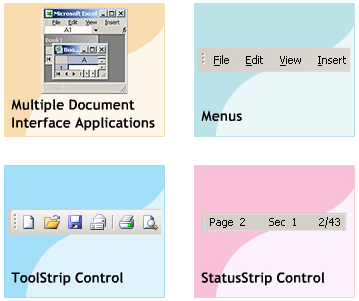 Microsoft Excel
File Edit View Insert
A1
Book1
Boo...
A
1
Multiple Document
Interface Applications
File Edit View Insert
Menus
ToolStrip Control
Page 2 Sec 1 2/43
StatusStrip Control